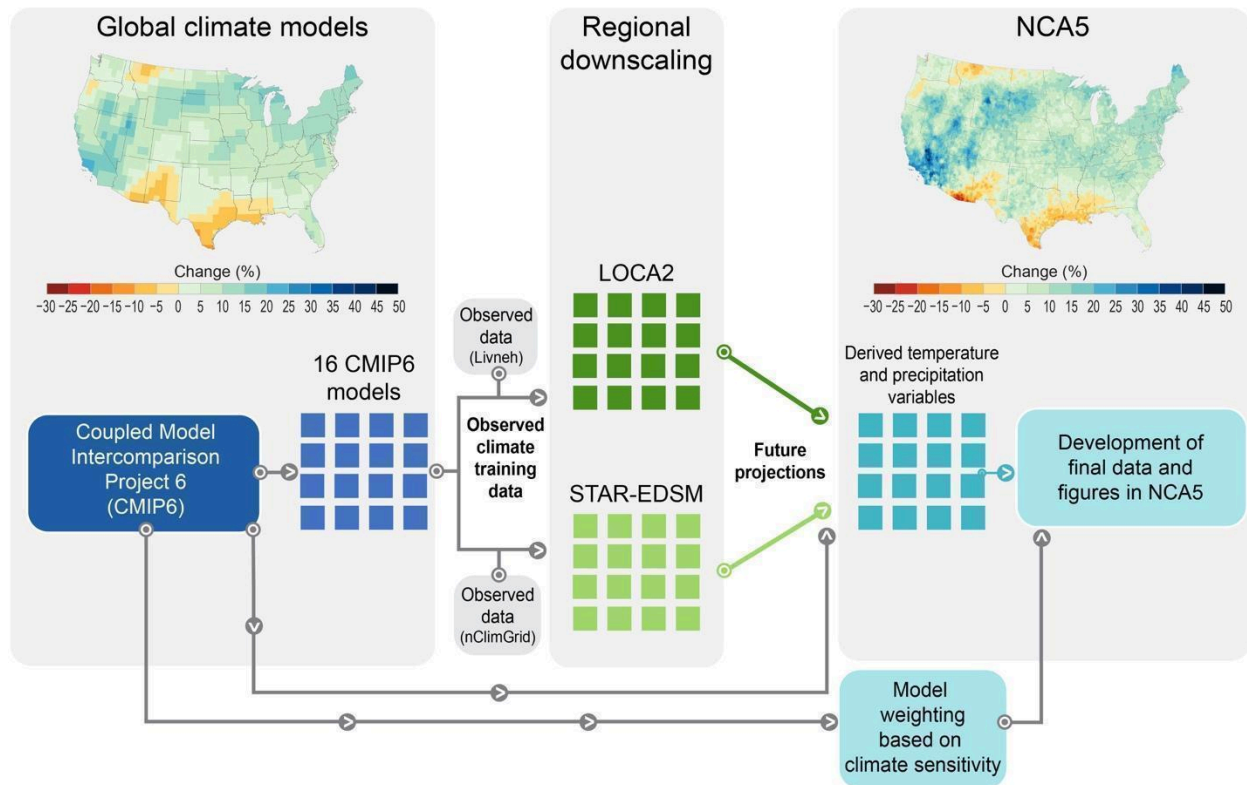 Global climate models
Change (%)
−30 −25 −20 −15 −10 −5 0 5 10 15 20 25 30 35 40 45 50
16 CMIP6
models
Coupled Model
Intercomparison
Project 6
(CMIP6)
Observed
data
(Livneh)
Observed
climate
training
data
Observed
data
(nClimGrid)
Regional
downscaling
LOCA2
STAR-EDSM
Future
projections
NCA5
Change (%)
−30 −25 −20 −15 −10 −5 0 5 10 15 20 25 30 35 40 45 50
Derived temperature
and precipitation
variables
Development of
final data and
figures in NCA5
Model
weighting
based on
climate sensitivity